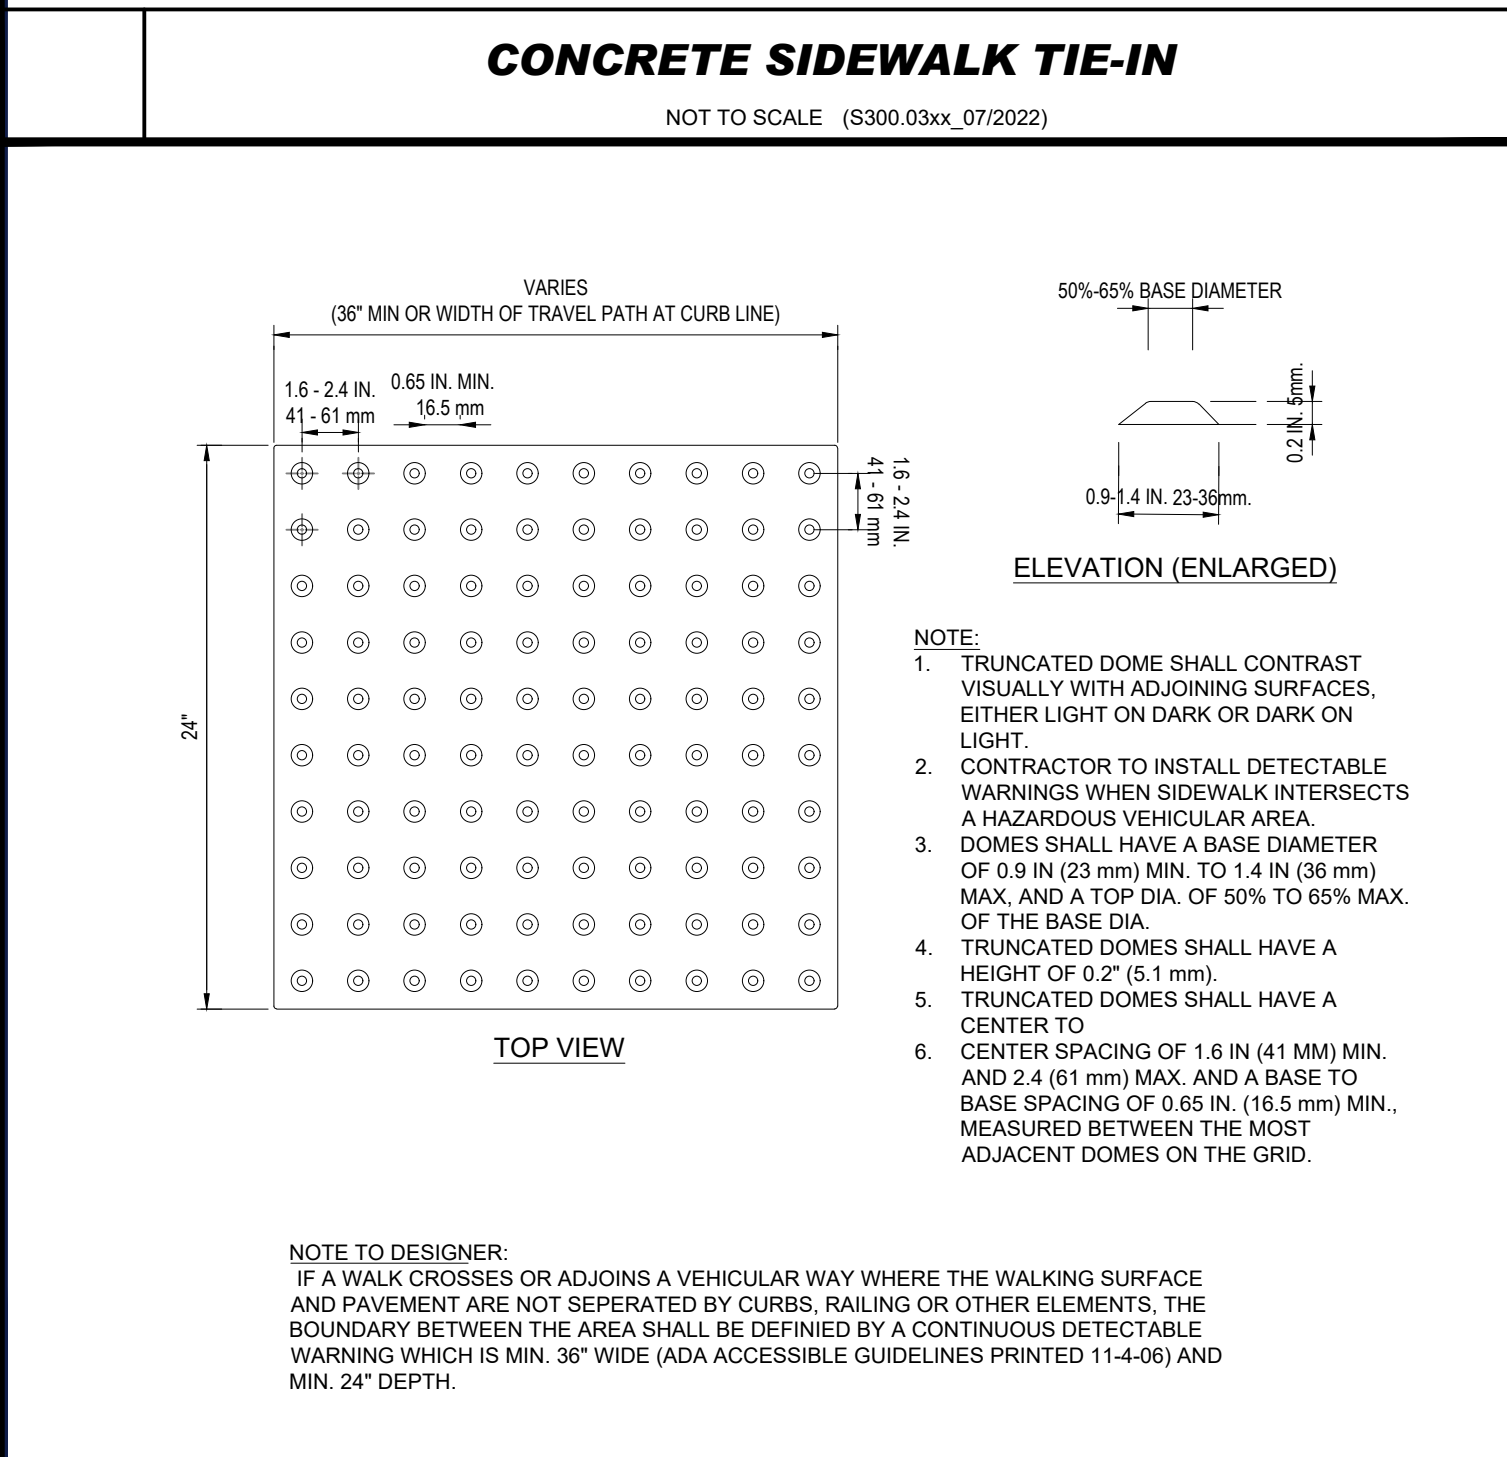 CONCRETE SIDEWALK TIE-IN
NOT TO SCALE (S300.03xx_07/2022)
VARIES
(36" MIN OR WIDTH OF TRAVEL PATH AT CURB LINE)
1.6 - 2.4 IN.
41 - 61 mm
0.65 IN. MIN.
16.5 mm
1.6 - 2.4 IN.
41 - 61 mm
24"
TOP VIEW
50%-65% BASE DIAMETER
0.2 IN. 5mm.
0.9-1.4 IN. 23-36mm.
ELEVATION (ENLARGED)
NOTE:
1. TRUNCATED DOME SHALL CONTRAST
VISUALLY WITH ADJOINING SURFACES,
EITHER LIGHT ON DARK OR DARK ON
LIGHT.
2. CONTRACTOR TO INSTALL DETECTABLE
WARNINGS WHEN SIDEWALK INTERSECTS
A HAZARDOUS VEHICULAR AREA.
3. DOMES SHALL HAVE A BASE DIAMETER
OF 0.9 IN (23 mm) MIN. TO 1.4 IN (36 mm)
MAX, AND A TOP DIA. OF 50% TO 65% MAX.
OF THE BASE DIA.
4. TRUNCATED DOMES SHALL HAVE A
HEIGHT OF 0.2" (5.1 mm).
5. TRUNCATED DOMES SHALL HAVE A
CENTER TO
6. CENTER SPACING OF 1.6 IN (41 MM) MIN.
AND 2.4 (61 mm) MAX. AND A BASE TO
BASE SPACING OF 0.65 IN. (16.5 mm) MIN.,
MEASURED BETWEEN THE MOST
ADJACENT DOMES ON THE GRID.
NOTE TO DESIGNER:
IF A WALK CROSSES OR ADJOINS A VEHICULAR WAY WHERE THE WALKING SURFACE
AND PAVEMENT ARE NOT SEPERATED BY CURBS, RAILING OR OTHER ELEMENTS, THE
BOUNDARY BETWEEN THE AREA SHALL BE DEFINIED BY A CONTINUOUS DETECTABLE
WARNING WHICH IS MIN. 36" WIDE (ADA ACCESSIBLE GUIDELINES PRINTED 11-4-06) AND
MIN. 24" DEPTH.